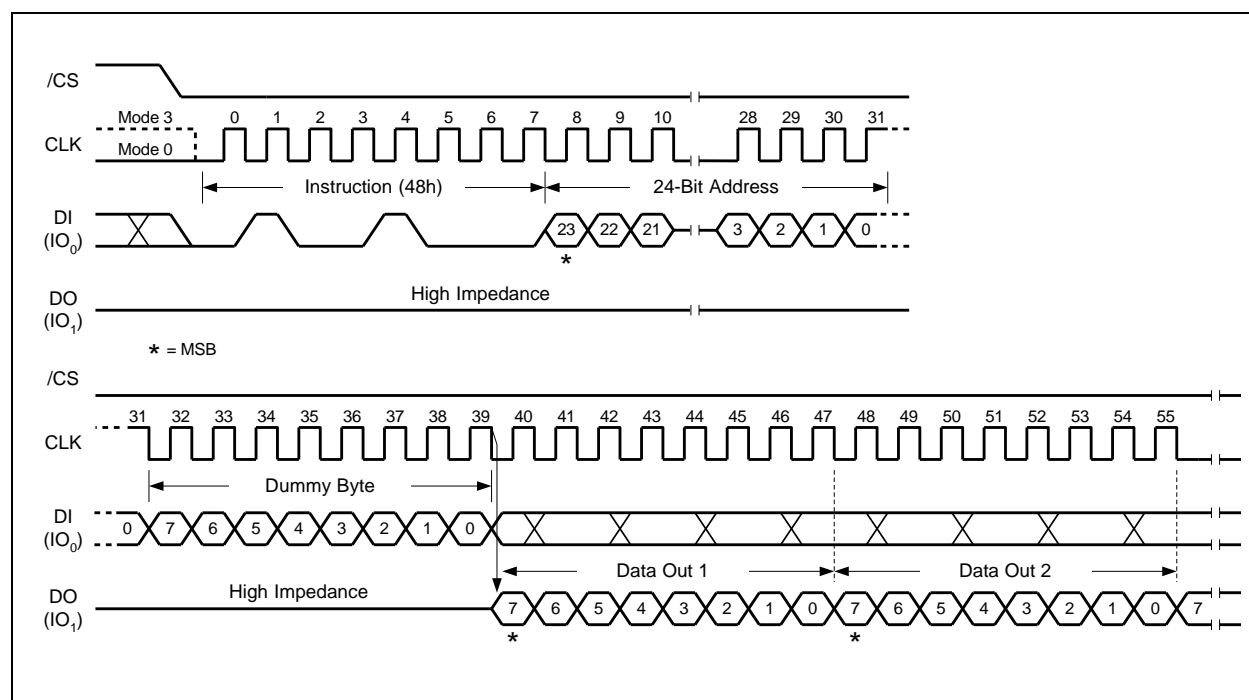 /CS
Mode 3 0 1 2 3 4 5 6 7 8 9 10 28 29 30 31
CLK
Mode 0
Instruction (48h) 24-Bit Address
DI
(IO0) 23 22 21 3 2 1 0
*
DO
(IO1)
High Impedance
* = MSB
/CS
31 32 33 34 35 36 37 38 39 40 41 42 43 44 45 46 47 48 49 50 51 52 53 54 55
CLK
Dummy Byte
DI
(IO0) 0 7 6 5 4 3 2 1 0
Data Out 1 Data Out 2
High Impedance
DO
(IO1) 7 6 5 4 3 2 1 0 7 6 5 4 3 2 1 0 7
* *